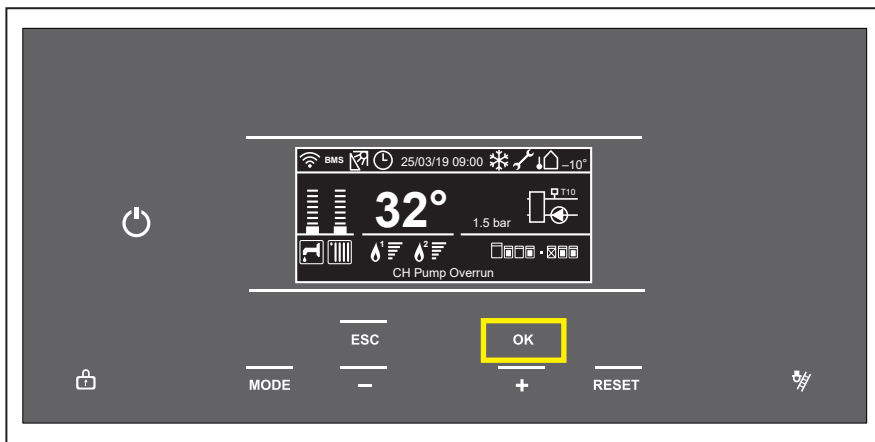 BMS 25/03/19 09:00 –10°
T10
32°
1.5 bar
1 2
CH Pump Overrun
ESC OK
MODE – + RESET